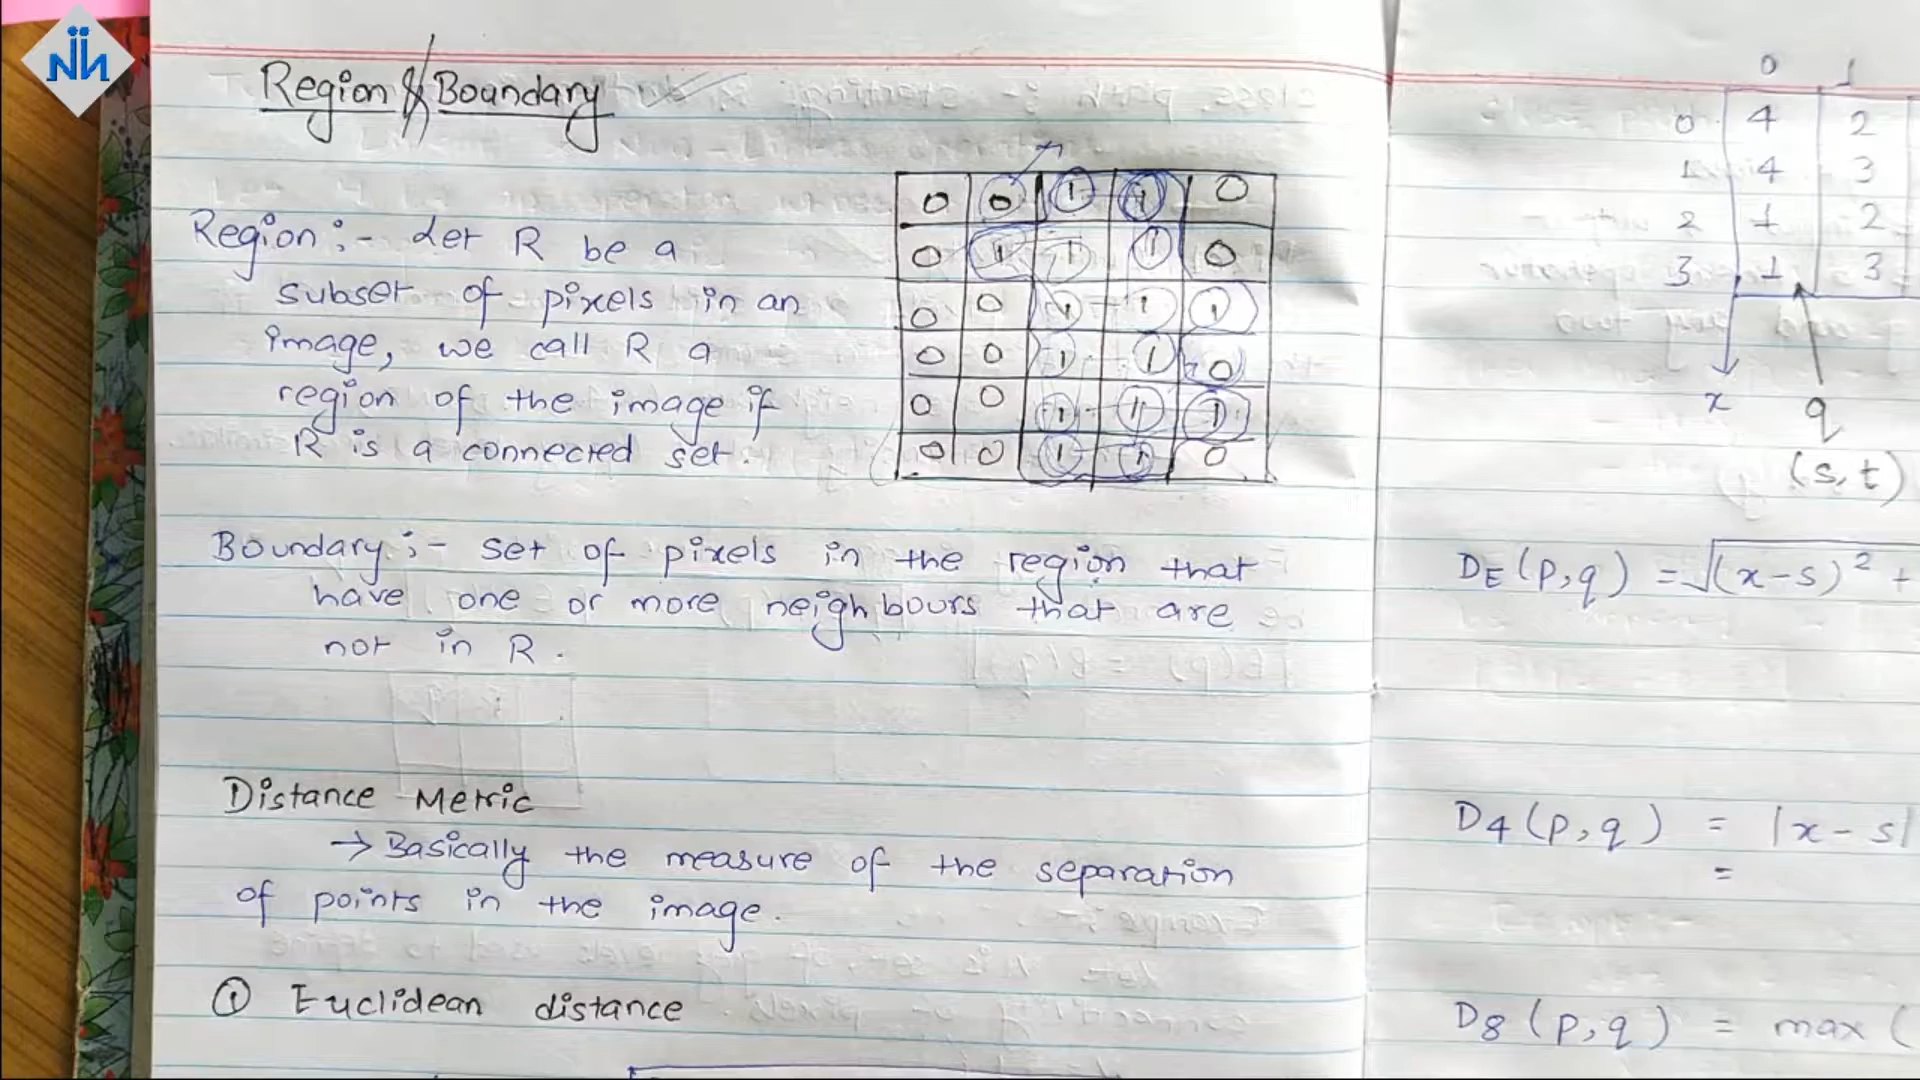 Region & Boundary
Region :- Let R be a
subset of pixels in an
image, we call R a
region of the image if
R is a connected set.
0 0 1 1 0
0 1 1 1 0
0 0 1 1 1
0 0 1 1 0
0 0 1 1 1
0 0 1 1 0
Boundary :- set of pixels in the region that
have one or more neighbours that are
not in R.
Distance Metric
→ Basically the measure of the separation
of points in the image.
① Euclidean distance
0 1
0 4 2
1 4 3
2 1 2
3 1 3
x q
(s,t)
DE (p,q) = √(x-s)² +
D4 (p,q) = |x-s|
=
D8 (p,q) = max (